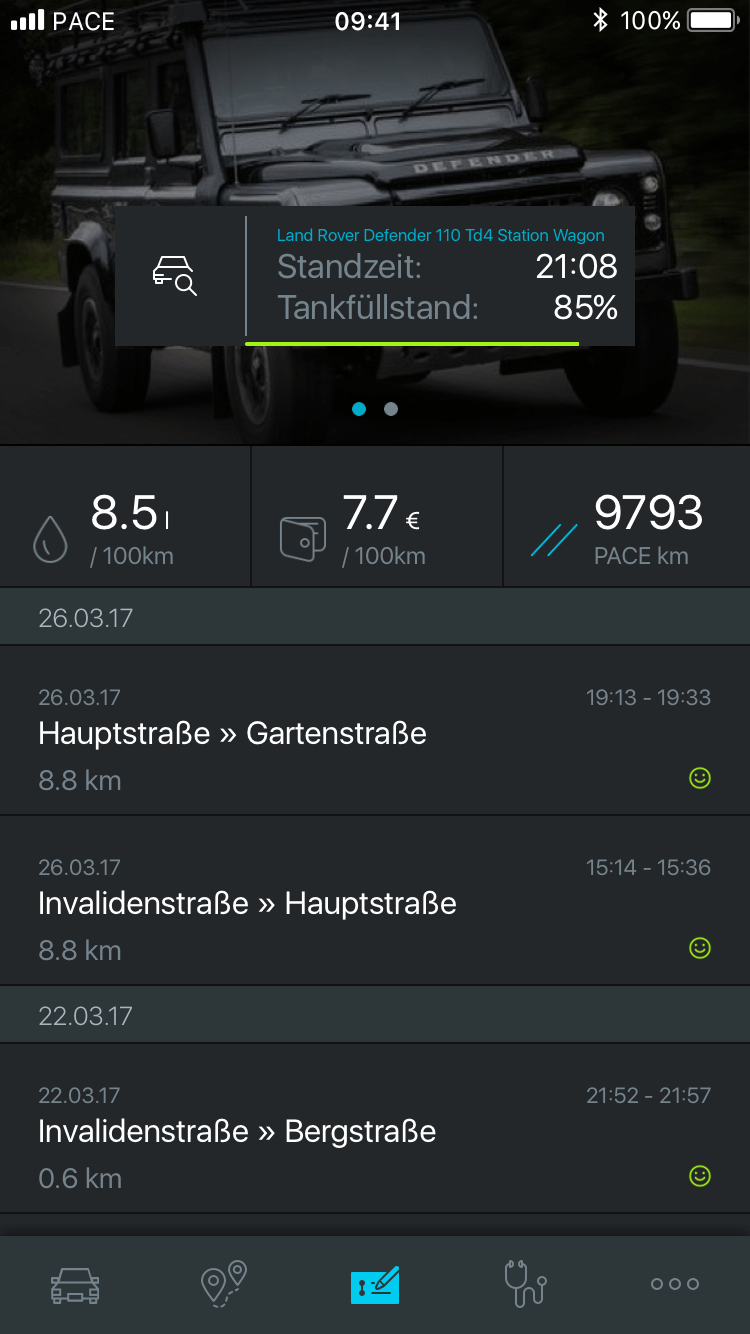 PACE 09:41 100%
DEFENDER
Land Rover Defender 110 Td4 Station Wagon
Standzeit: 21:08
Tankfüllstand: 85%
8.5 l
/ 100km
7.7 €
/ 100km
9793
PACE km
26.03.17
26.03.17 19:13 - 19:33
Hauptstraße » Gartenstraße
8.8 km
26.03.17 15:14 - 15:36
Invalidenstraße » Hauptstraße
8.8 km
22.03.17
22.03.17 21:52 - 21:57
Invalidenstraße » Bergstraße
0.6 km